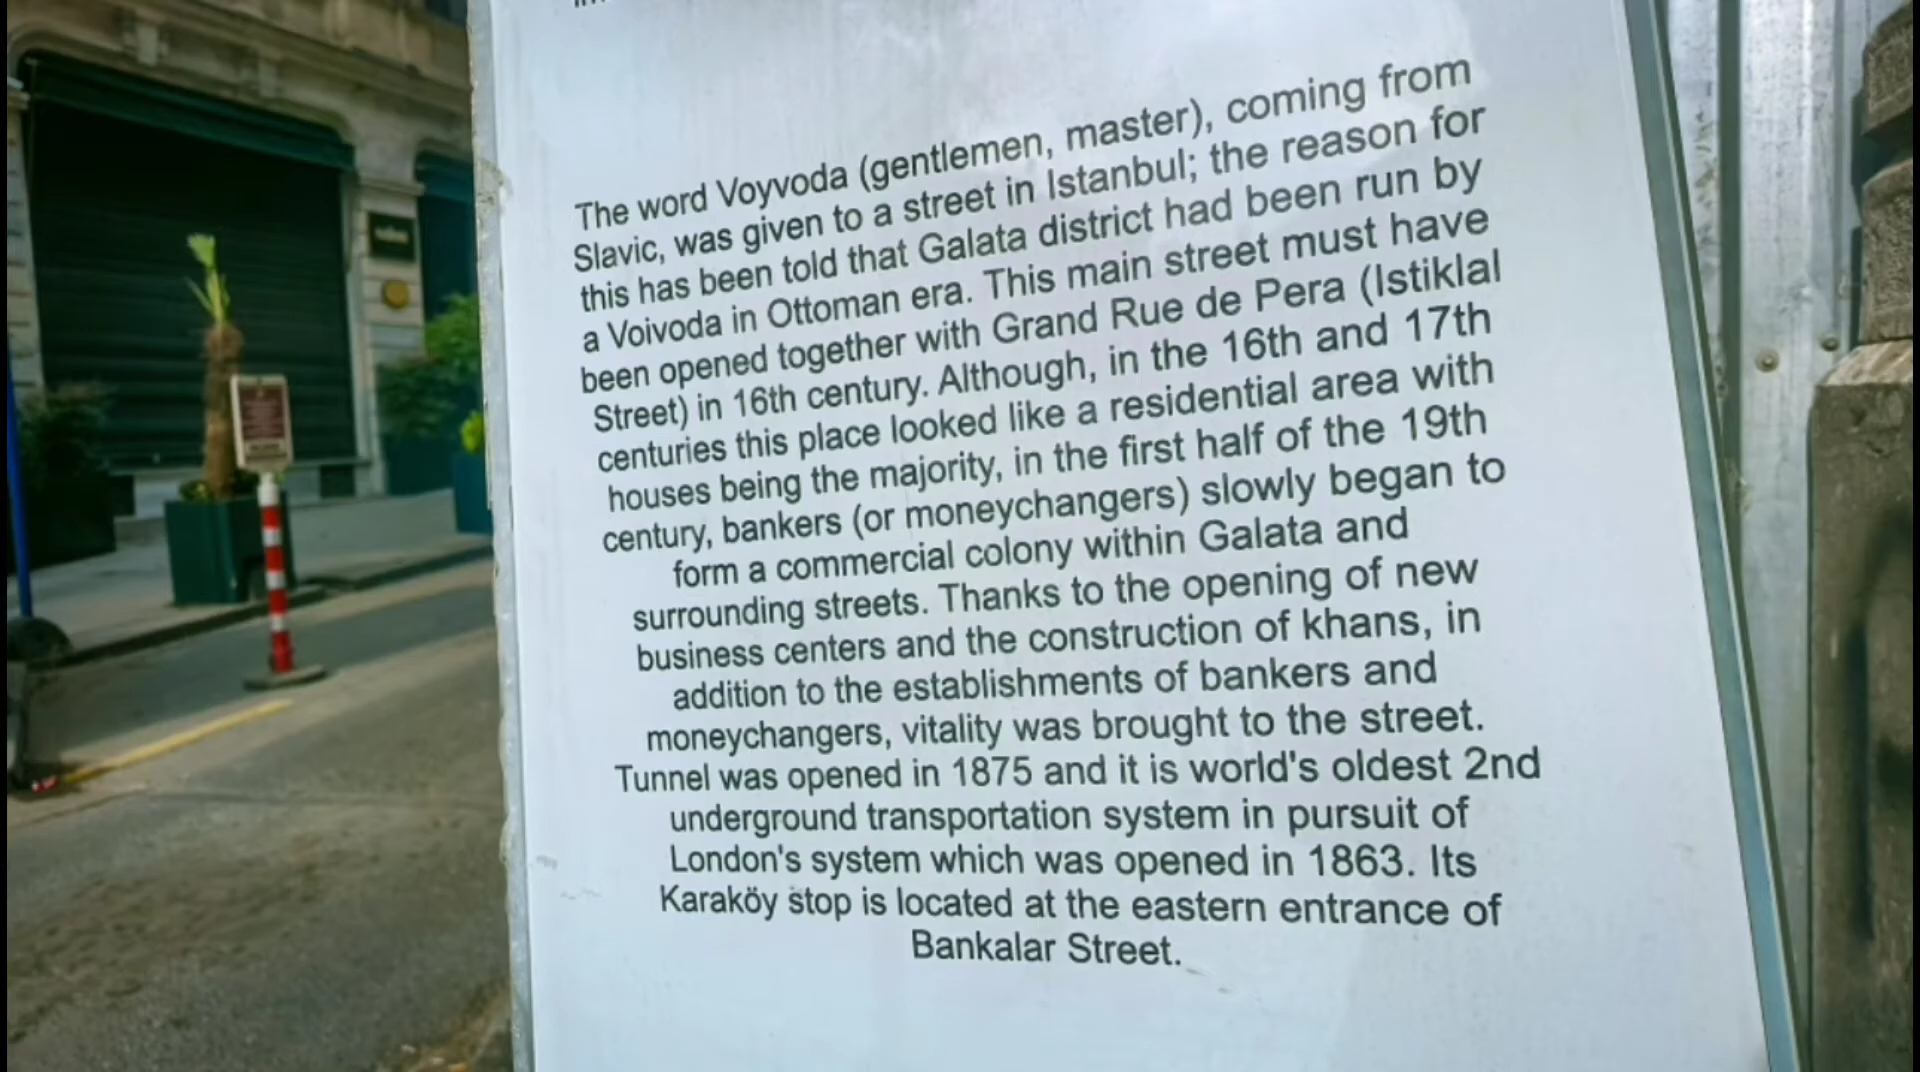 The word Voyvoda (gentlemen, master), coming from
Slavic, was given to a street in Istanbul; the reason for
this has been told that Galata district had been run by
a Voivoda in Ottoman era. This main street must have
been opened together with Grand Rue de Pera (Istiklal
Street) in 16th century. Although, in the 16th and 17th
centuries this place looked like a residential area with
houses being the majority, in the first half of the 19th
century, bankers (or moneychangers) slowly began to
form a commercial colony within Galata and
surrounding streets. Thanks to the opening of new
business centers and the construction of khans, in
addition to the establishments of bankers and
moneychangers, vitality was brought to the street.
Tunnel was opened in 1875 and it is world's oldest 2nd
underground transportation system in pursuit of
London's system which was opened in 1863. Its
Karaköy stop is located at the eastern entrance of
Bankalar Street.